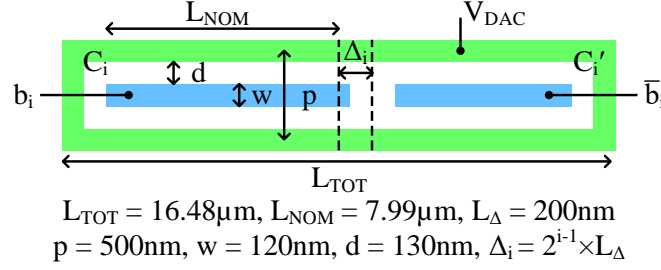 L_NOM
V_DAC
C_i
d
Δ_i
C_i′
b_i
w
p
b̅_i
L_TOT
L_TOT = 16.48µm, L_NOM = 7.99µm, L_Δ = 200nm
p = 500nm, w = 120nm, d = 130nm, Δ_i = 2^{i-1}×L_Δ